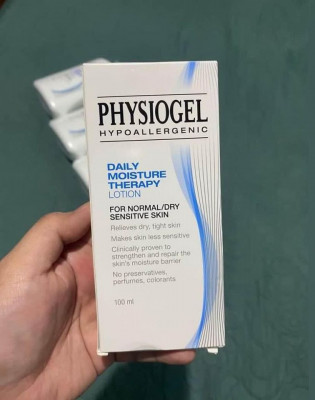 PHYSIOGEL
HYPOALLERGENIC
DAILY
MOISTURE
THERAPY
LOTION
FOR NORMAL/DRY
SENSITIVE SKIN
Relieves dry, tight skin
Makes skin less sensitive
Clinically proven to
strengthen and repair the
skin's moisture barrier
No preservatives,
perfumes, colorants
100 ml